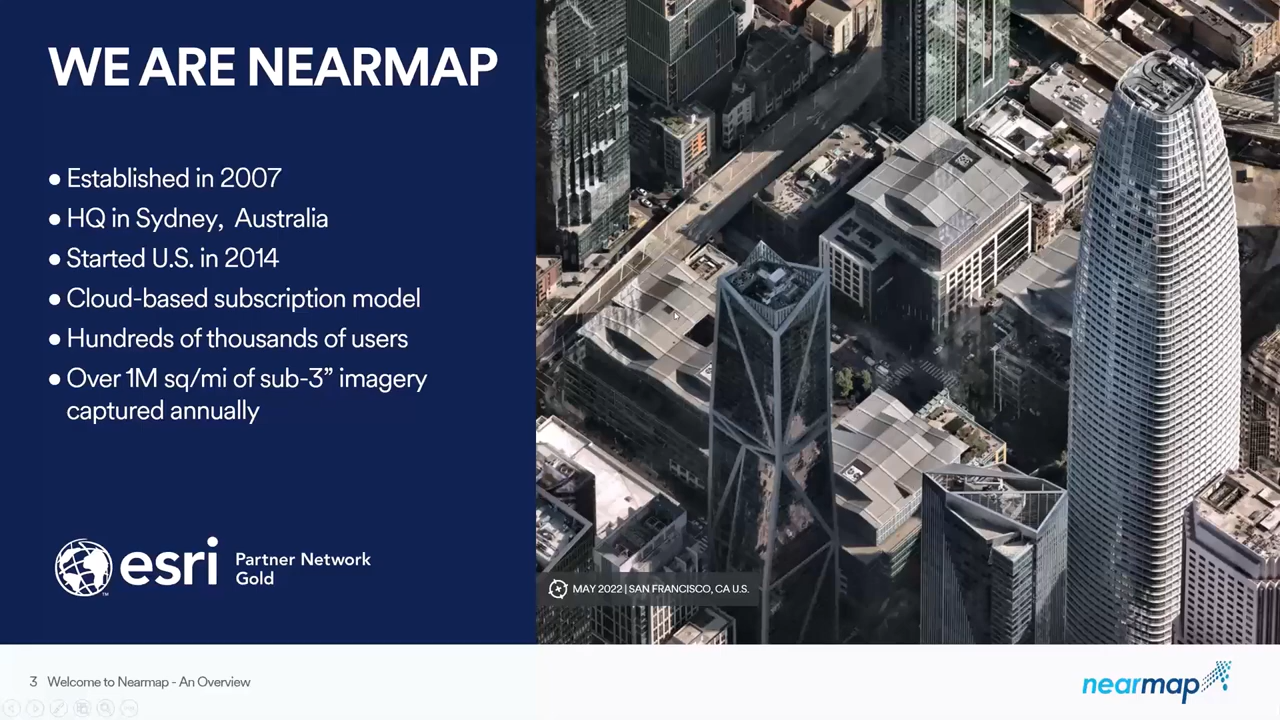 WE ARE NEARMAP
● Established in 2007
● HQ in Sydney, Australia
● Started U.S. in 2014
● Cloud-based subscription model
● Hundreds of thousands of users
● Over 1M sq/mi of sub-3” imagery
captured annually
esri Partner Network
Gold
MAY 2022 | SAN FRANCISCO, CA U.S.
3 Welcome to Nearmap - An Overview
nearmap